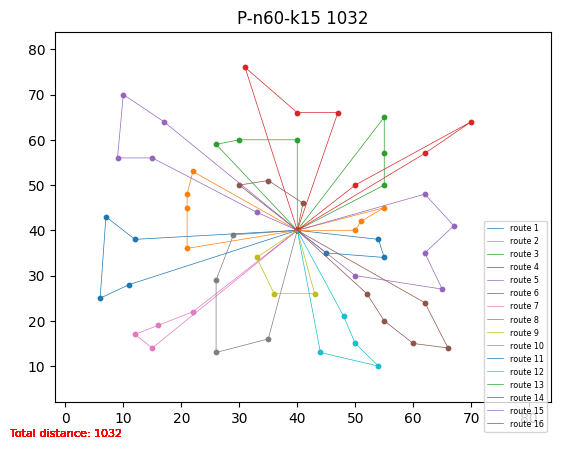 P-n60-k15 1032
80
70
60
50
40
30
20
10
0 10 20 30 40 50 60 70 80
route 1
route 2
route 3
route 4
route 5
route 6
route 7
route 8
route 9
route 10
route 11
route 12
route 13
route 14
route 15
route 16
Total distance: 1032